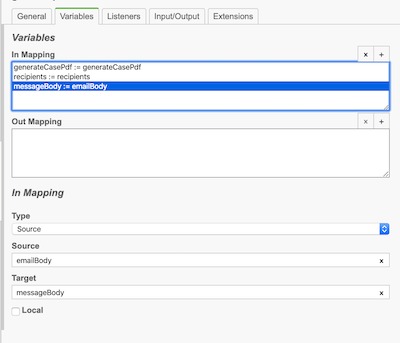 General Variables Listeners Input/Output Extensions
Variables
In Mapping x +
generateCasePdf := generateCasePdf
recipients := recipients
messageBody := emailBody
Out Mapping x +
In Mapping
Type
Source
Source
emailBody x
Target
messageBody x
Local